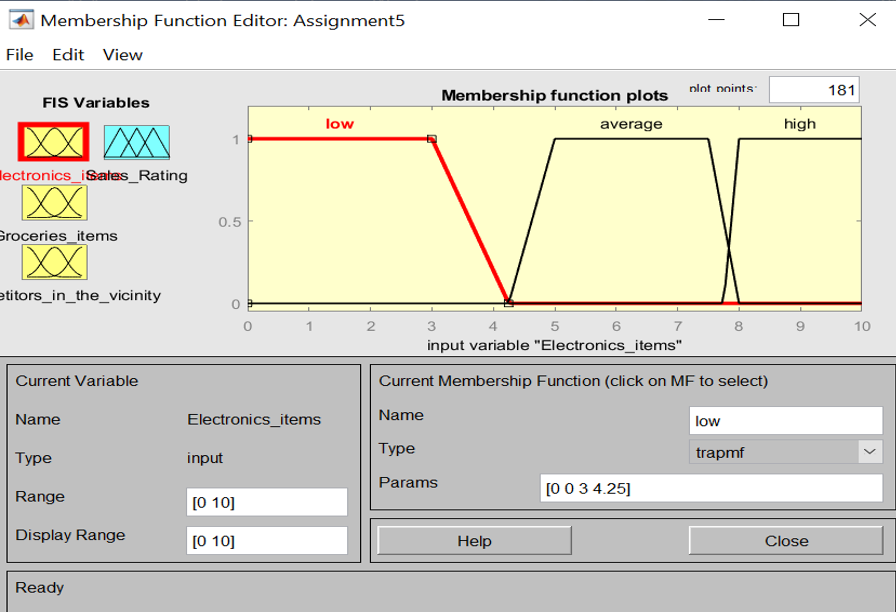 Membership Function Editor: Assignment5
File Edit View
FIS Variables
Membership function plots
plot points:
181
low
average
high
1
0.5
0
0 1 2 3 4 5 6 7 8 9 10
input variable "Electronics_items"
lectronics_items
Sales_Rating
Groceries_items
etitors_in_the_vicinity
Current Variable
Name
Electronics_items
Type
input
Range
[0 10]
Display Range
[0 10]
Current Membership Function (click on MF to select)
Name
low
Type
trapmf
Params
[0 0 3 4.25]
Help
Close
Ready